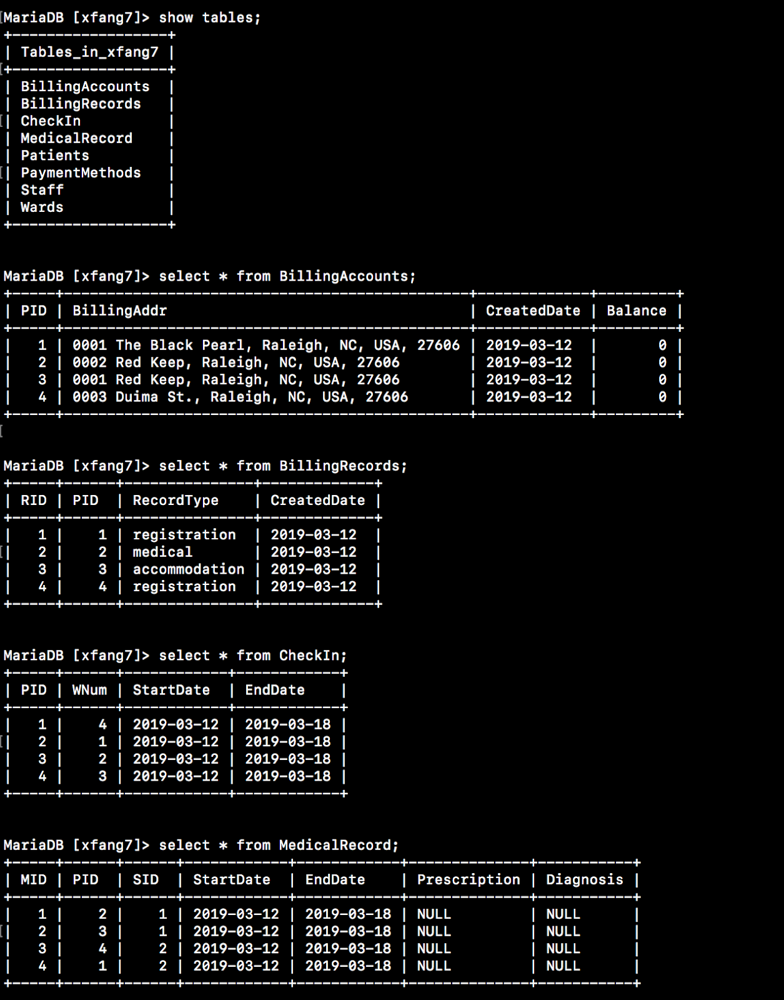 MariaDB [xfang7]> show tables;
+------------------+
| Tables_in_xfang7 |
+------------------+
| BillingAccounts  |
| BillingRecords   |
| CheckIn          |
| MedicalRecord    |
| Patients         |
| PaymentMethods   |
| Staff            |
| Wards            |
+------------------+
MariaDB [xfang7]> select * from BillingAccounts;
+-----+-----------------------------------------------+-------------+---------+
| PID | BillingAddr                                   | CreatedDate | Balance |
+-----+-----------------------------------------------+-------------+---------+
|   1 | 0001 The Black Pearl, Raleigh, NC, USA, 27606 | 2019-03-12  |       0 |
|   2 | 0002 Red Keep, Raleigh, NC, USA, 27606        | 2019-03-12  |       0 |
|   3 | 0001 Red Keep, Raleigh, NC, USA, 27606        | 2019-03-12  |       0 |
|   4 | 0003 Duima St., Raleigh, NC, USA, 27606       | 2019-03-12  |       0 |
+-----+-----------------------------------------------+-------------+---------+
MariaDB [xfang7]> select * from BillingRecords;
+-----+------+---------------+-------------+
| RID | PID  | RecordType    | CreatedDate |
+-----+------+---------------+-------------+
|   1 |    1 | registration  | 2019-03-12  |
|   2 |    2 | medical       | 2019-03-12  |
|   3 |    3 | accommodation | 2019-03-12  |
|   4 |    4 | registration  | 2019-03-12  |
+-----+------+---------------+-------------+
MariaDB [xfang7]> select * from CheckIn;
+-----+------+------------+------------+
| PID | WNum | StartDate  | EndDate    |
+-----+------+------------+------------+
|   1 |    4 | 2019-03-12 | 2019-03-18 |
|   2 |    1 | 2019-03-12 | 2019-03-18 |
|   3 |    2 | 2019-03-12 | 2019-03-18 |
|   4 |    3 | 2019-03-12 | 2019-03-18 |
+-----+------+------------+------------+
MariaDB [xfang7]> select * from MedicalRecord;
+-----+------+------+------------+------------+--------------+-----------+
| MID | PID  | SID  | StartDate  | EndDate    | Prescription | Diagnosis |
+-----+------+------+------------+------------+--------------+-----------+
|   1 |    2 |    1 | 2019-03-12 | 2019-03-18 | NULL         | NULL      |
|   2 |    3 |    1 | 2019-03-12 | 2019-03-18 | NULL         | NULL      |
|   3 |    4 |    2 | 2019-03-12 | 2019-03-18 | NULL         | NULL      |
|   4 |    1 |    2 | 2019-03-12 | 2019-03-18 | NULL         | NULL      |
+-----+------+------+------------+------------+--------------+-----------+